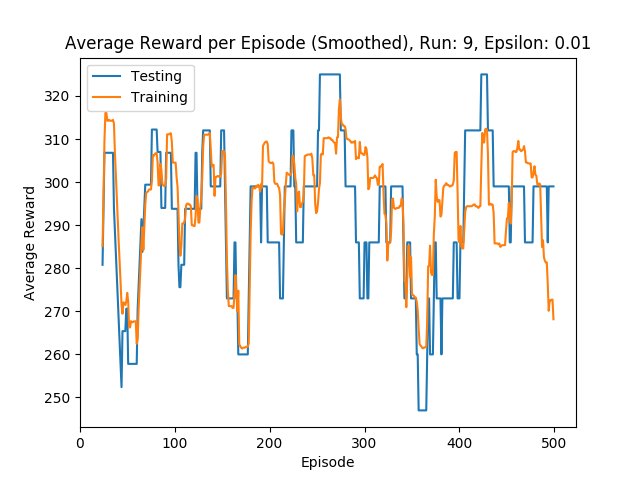 Average Reward per Episode (Smoothed), Run: 9, Epsilon: 0.01
Testing
Training
320
310
300
290
280
270
260
250
Average Reward
0 100 200 300 400 500
Episode